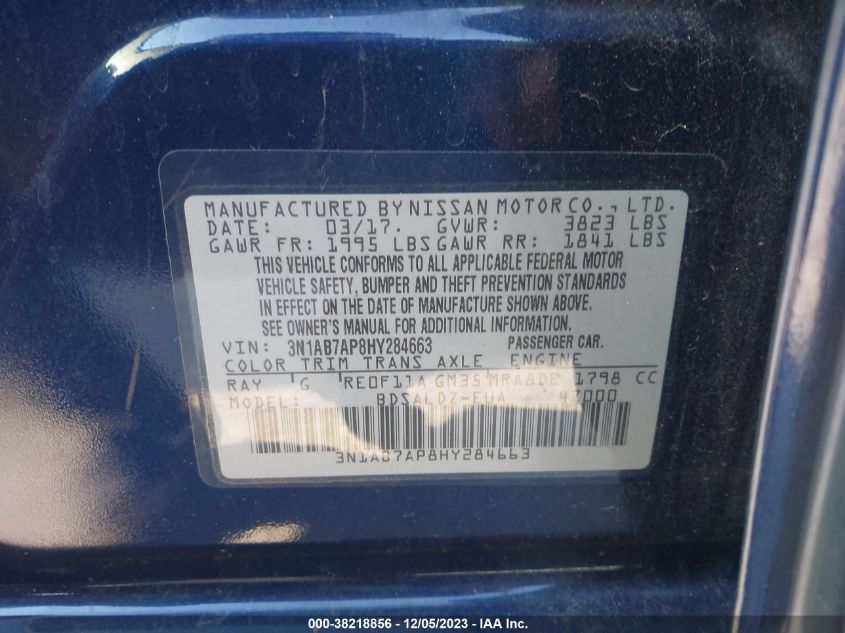 MANUFACTURED BY NISSAN MOTOR CO., LTD.
DATE: 03/17. GVWR: 3823 LBS
GAWR FR: 1995 LBS GAWR RR: 1841 LBS
THIS VEHICLE CONFORMS TO ALL APPLICABLE FEDERAL MOTOR
VEHICLE SAFETY, BUMPER AND THEFT PREVENTION STANDARDS
IN EFFECT ON THE DATE OF MANUFACTURE SHOWN ABOVE.
SEE OWNER'S MANUAL FOR ADDITIONAL INFORMATION.
VIN: 3N1AB7AP8HY284663 PASSENGER CAR.
COLOR TRIM TRANS AXLE ENGINE
RAY G RE0F11A GM35 MRA8DE 1798 CC
MODEL: BDSALD7-EUA 47000
3N1AB7AP8HY284663
000-38218856 - 12/05/2023 - IAA Inc.